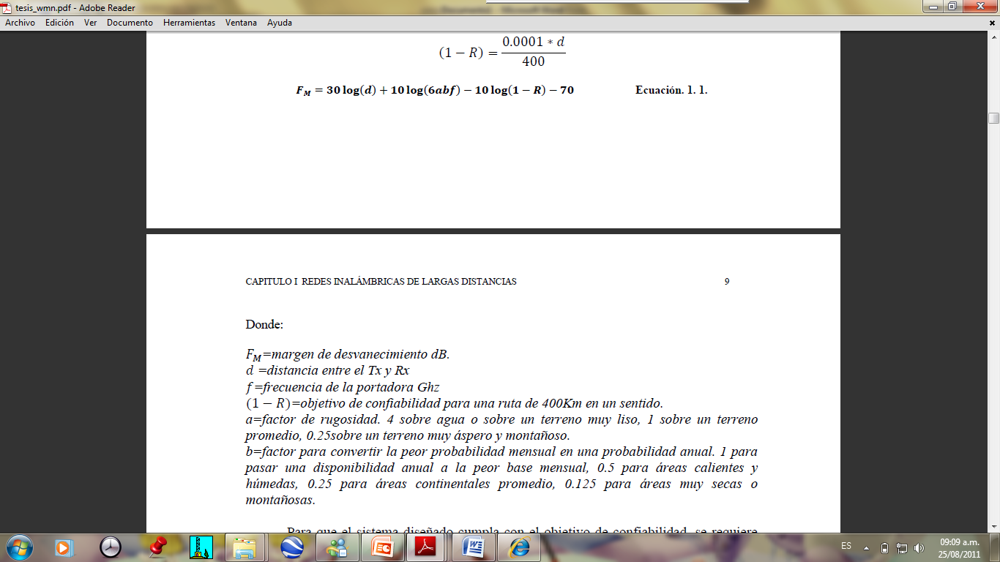 tesis_wmn.pdf - Adobe Reader
Archivo Edición Ver Documento Herramientas Ventana Ayuda
(1 − R) = 0.0001 ∗ d / 400
F_M = 30 log(d) + 10 log(6abf) − 10 log(1 − R) − 70 Ecuación. 1. 1.
CAPITULO I REDES INALÁMBRICAS DE LARGAS DISTANCIAS 9
Donde:
F_M=margen de desvanecimiento dB.
d =distancia entre el Tx y Rx
f =frecuencia de la portadora Ghz
(1 − R)=objetivo de confiabilidad para una ruta de 400Km en un sentido.
a=factor de rugosidad. 4 sobre agua o sobre un terreno muy liso, 1 sobre un terreno
promedio, 0.25sobre un terreno muy áspero y montañoso.
b=factor para convertir la peor probabilidad mensual en una probabilidad anual. 1 para
pasar una disponibilidad anual a la peor base mensual, 0.5 para áreas calientes y
húmedas, 0.25 para áreas continentales promedio, 0.125 para áreas muy secas o
montañosas.
Para que el sistema diseñado cumpla con el objetivo de confiabilidad, se requiere
ES 09:09 a.m.
25/08/2011